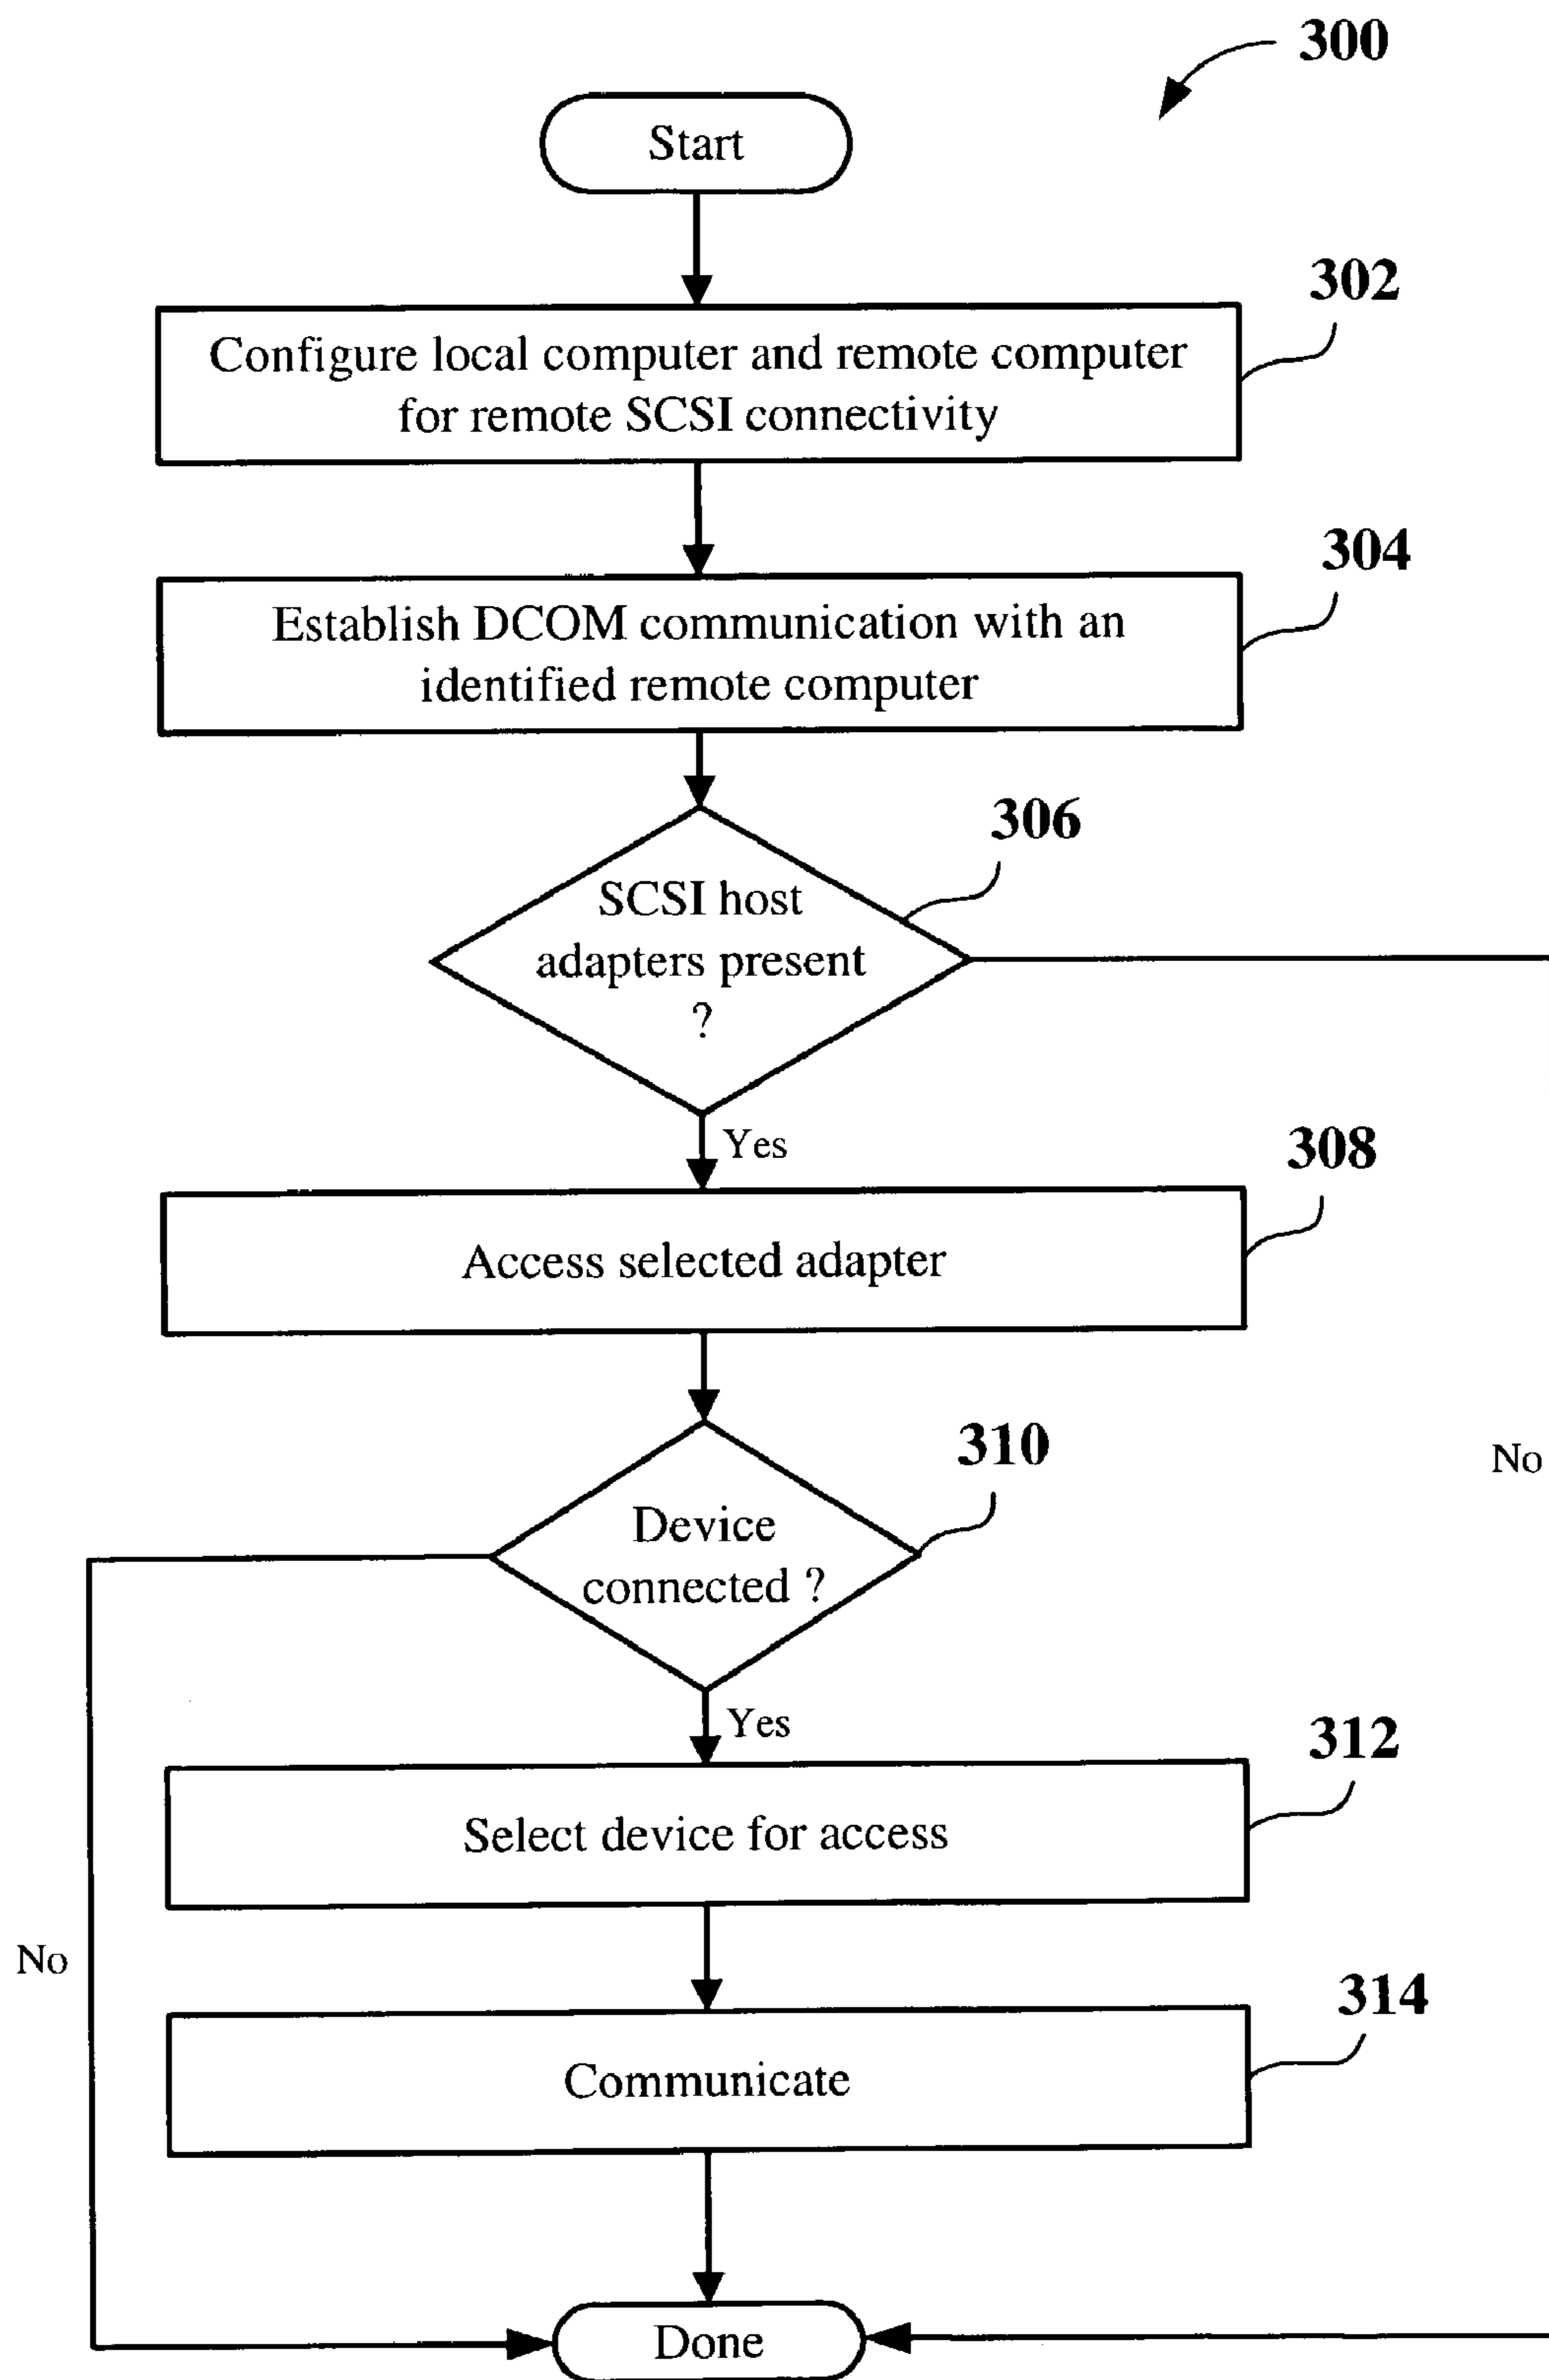 300
Start
302
Configure local computer and remote computer
for remote SCSI connectivity
304
Establish DCOM communication with an
identified remote computer
306
SCSI host
adapters present
?
Yes
308
Access selected adapter
310
Device
connected ?
No
Yes
312
Select device for access
No
314
Communicate
Done